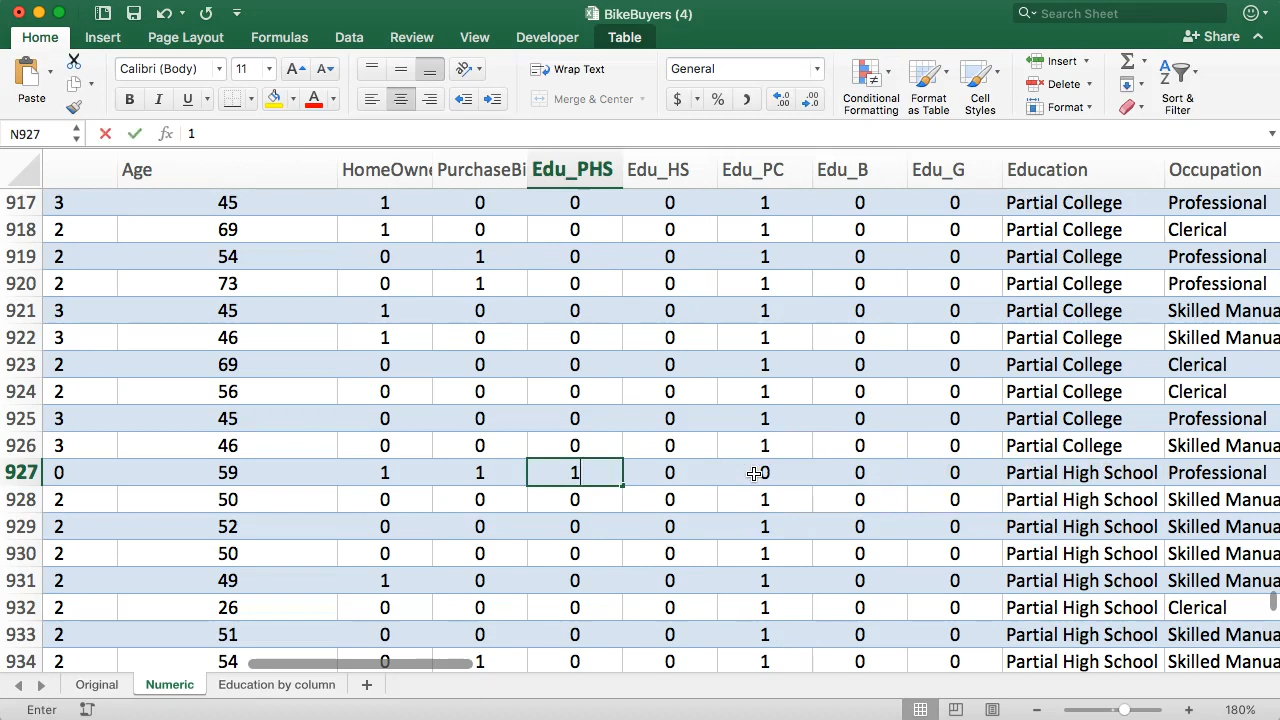 BikeBuyers (4)
Search Sheet
Home Insert Page Layout Formulas Data Review View Developer Table
Share
Paste
Calibri (Body) 11 A A
B I U A
Wrap Text
Merge & Center
General
$ % )
Conditional Formatting
Format as Table
Cell Styles
Insert
Delete
Format
Sort & Filter
N927 fx 1
Age HomeOwne PurchaseBi Edu_PHS Edu_HS Edu_PC Edu_B Edu_G Education Occupation
917 3 45 1 0 0 0 1 0 0 Partial College Professional
918 2 69 1 0 0 0 1 0 0 Partial College Clerical
919 2 54 0 1 0 0 1 0 0 Partial College Professional
920 2 73 0 1 0 0 1 0 0 Partial College Professional
921 3 45 1 0 0 0 1 0 0 Partial College Skilled Manua
922 3 46 1 0 0 0 1 0 0 Partial College Skilled Manua
923 2 69 0 0 0 0 1 0 0 Partial College Clerical
924 2 56 0 0 0 0 1 0 0 Partial College Clerical
925 3 45 0 0 0 0 1 0 0 Partial College Professional
926 3 46 0 0 0 0 1 0 0 Partial College Skilled Manua
927 0 59 1 1 1 0 0 0 0 Partial High School Professional
928 2 50 0 0 0 0 1 0 0 Partial High School Skilled Manua
929 2 52 0 0 0 0 1 0 0 Partial High School Skilled Manua
930 2 50 0 0 0 0 1 0 0 Partial High School Skilled Manua
931 2 49 1 0 0 0 1 0 0 Partial High School Skilled Manua
932 2 26 0 0 0 0 1 0 0 Partial High School Clerical
933 2 51 0 0 0 0 1 0 0 Partial High School Skilled Manua
934 2 54 0 1 0 0 1 0 0 Partial High School Skilled Manua
Original Numeric Education by column +
Enter 180%